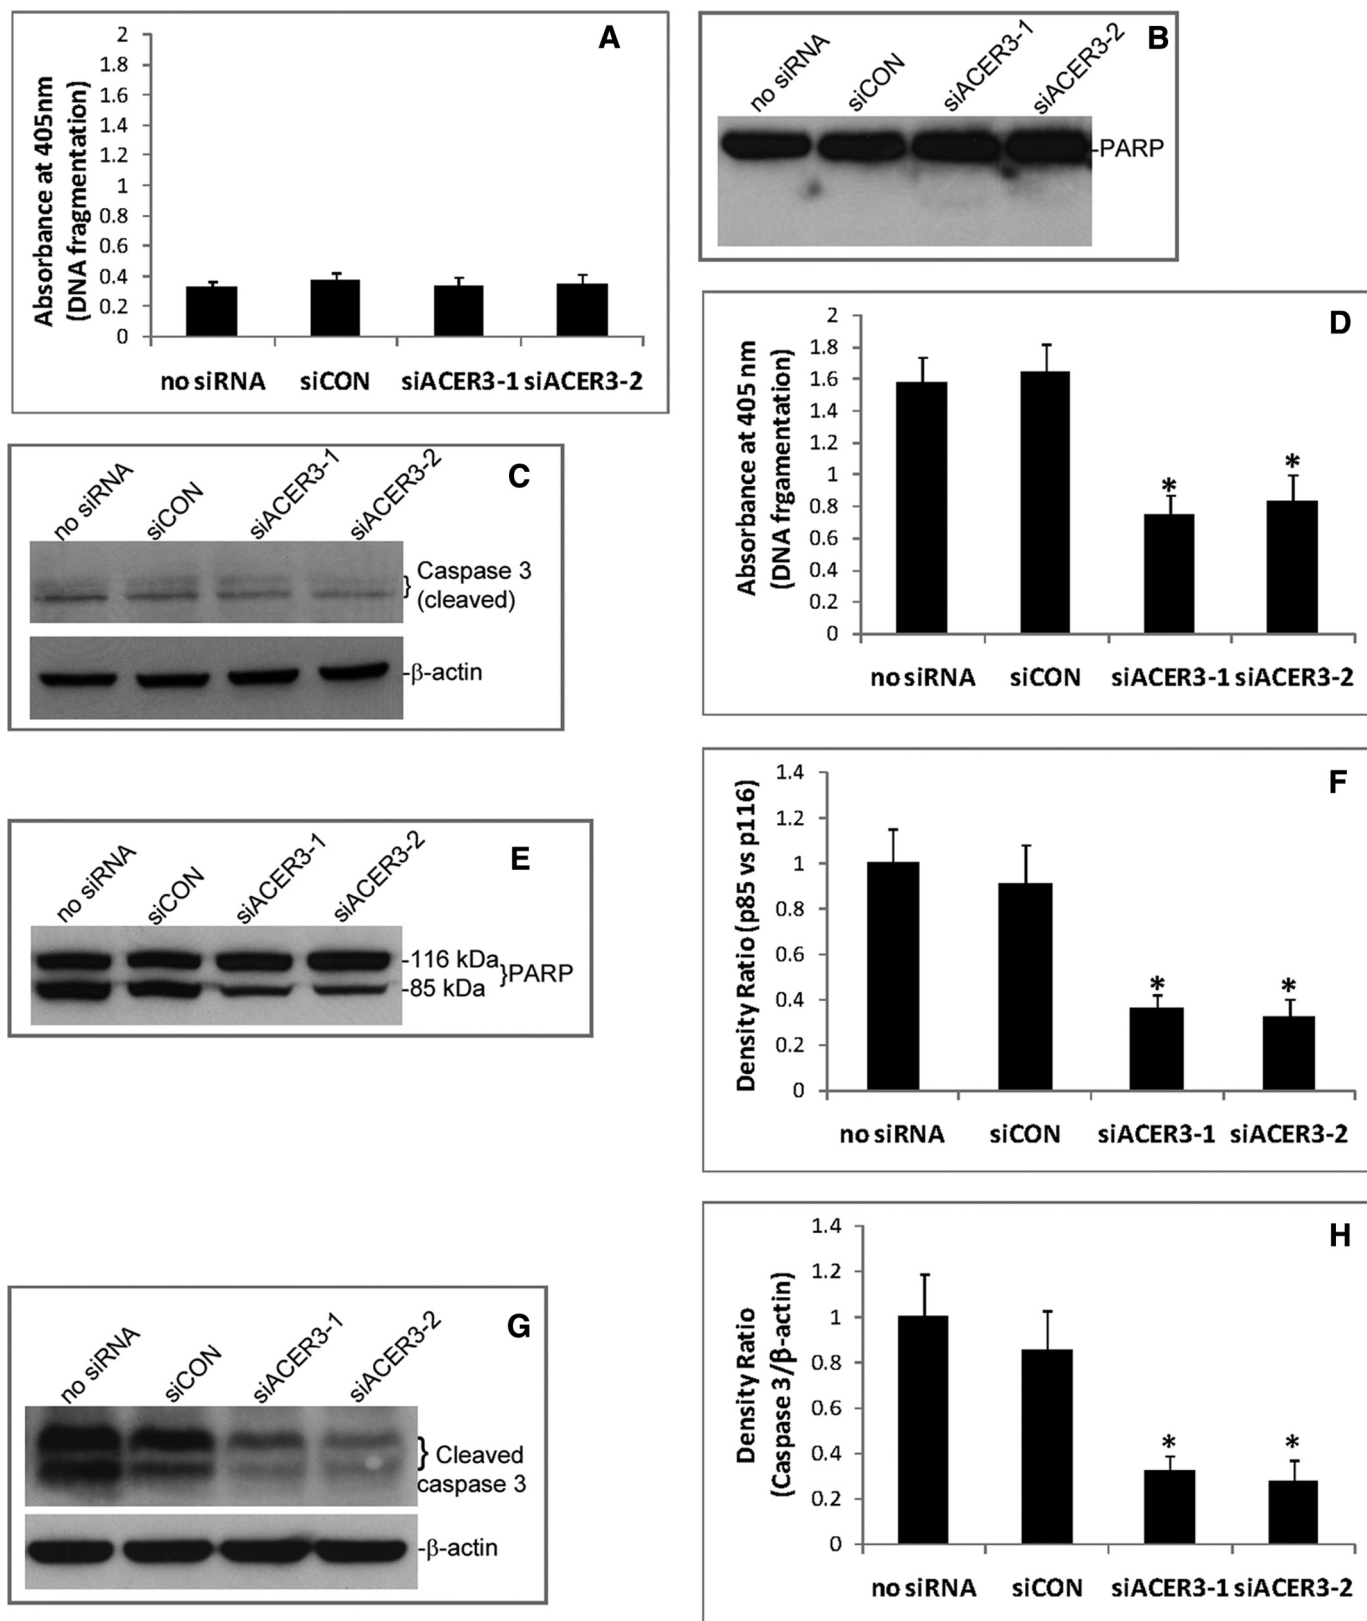 A
2
1.8
1.6
1.4
1.2
1
0.8
0.6
0.4
0.2
0
Absorbance at 405nm
(DNA fragmentation)
no siRNA siCON siACER3-1 siACER3-2
B
no siRNA siCON siACER3-1 siACER3-2
-PARP
C
no siRNA siCON siACER3-1 siACER3-2
} Caspase 3
(cleaved)
-β-actin
D
2
1.8
1.6
1.4
1.2
1
0.8
0.6
0.4
0.2
0
Absorbance at 405 nm
(DNA frgamentation)
* *
no siRNA siCON siACER3-1 siACER3-2
E
no siRNA siCON siACER3-1 siACER3-2
-116 kDa
}PARP
-85 kDa
F
1.4
1.2
1
0.8
0.6
0.4
0.2
0
Density Ratio (p85 vs p116)
* *
no siRNA siCON siACER3-1 siACER3-2
G
no siRNA siCON siACER3-1 siACER3-2
} Cleaved
caspase 3
-β-actin
H
1.4
1.2
1
0.8
0.6
0.4
0.2
0
Density Ratio
(Caspase 3/β-actin)
* *
no siRNA siCON siACER3-1 siACER3-2